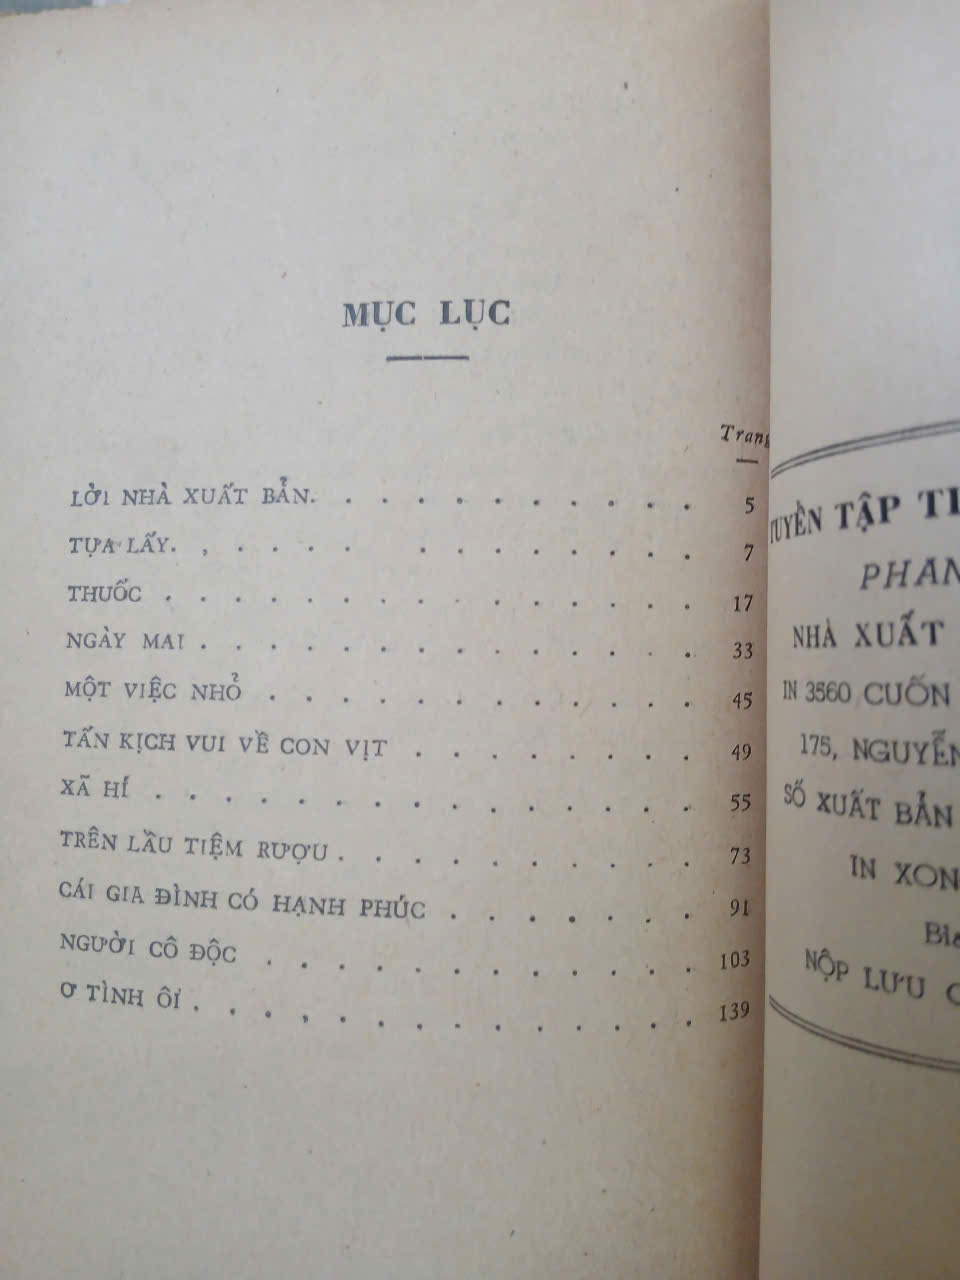 MỤC LỤC
Trang
LỜI NHÀ XUẤT BẢN. . . . . . . . . . . 5
TỰA LẤY. . . . . . . . . . . . . 7
THUỐC . . . . . . . . . . . . . . . 17
NGÀY MAI . . . . . . . . . . . . . . 33
MỘT VIỆC NHỎ . . . . . . . . . . . . 45
TẤN KỊCH VUI VỀ CON VỊT . . . . . . . . 49
XÃ HÍ . . . . . . . . . . . . . . . 55
TRÊN LẦU TIỆM RƯỢU . . . . . . . . . . 73
CÁI GIA ĐÌNH CÓ HẠNH PHÚC . . . . . . . 91
NGƯỜI CÔ ĐỘC . . . . . . . . . . . . 103
Ơ TÌNH ÔI . . . . . . . . . . . . . . 139
TUYỀN TẬP
PHAN
NHÀ XUẤT
IN 3560 CUỐN
175, NGUYỄN
SỐ XUẤT BẢN
IN XON
NỘP LƯU